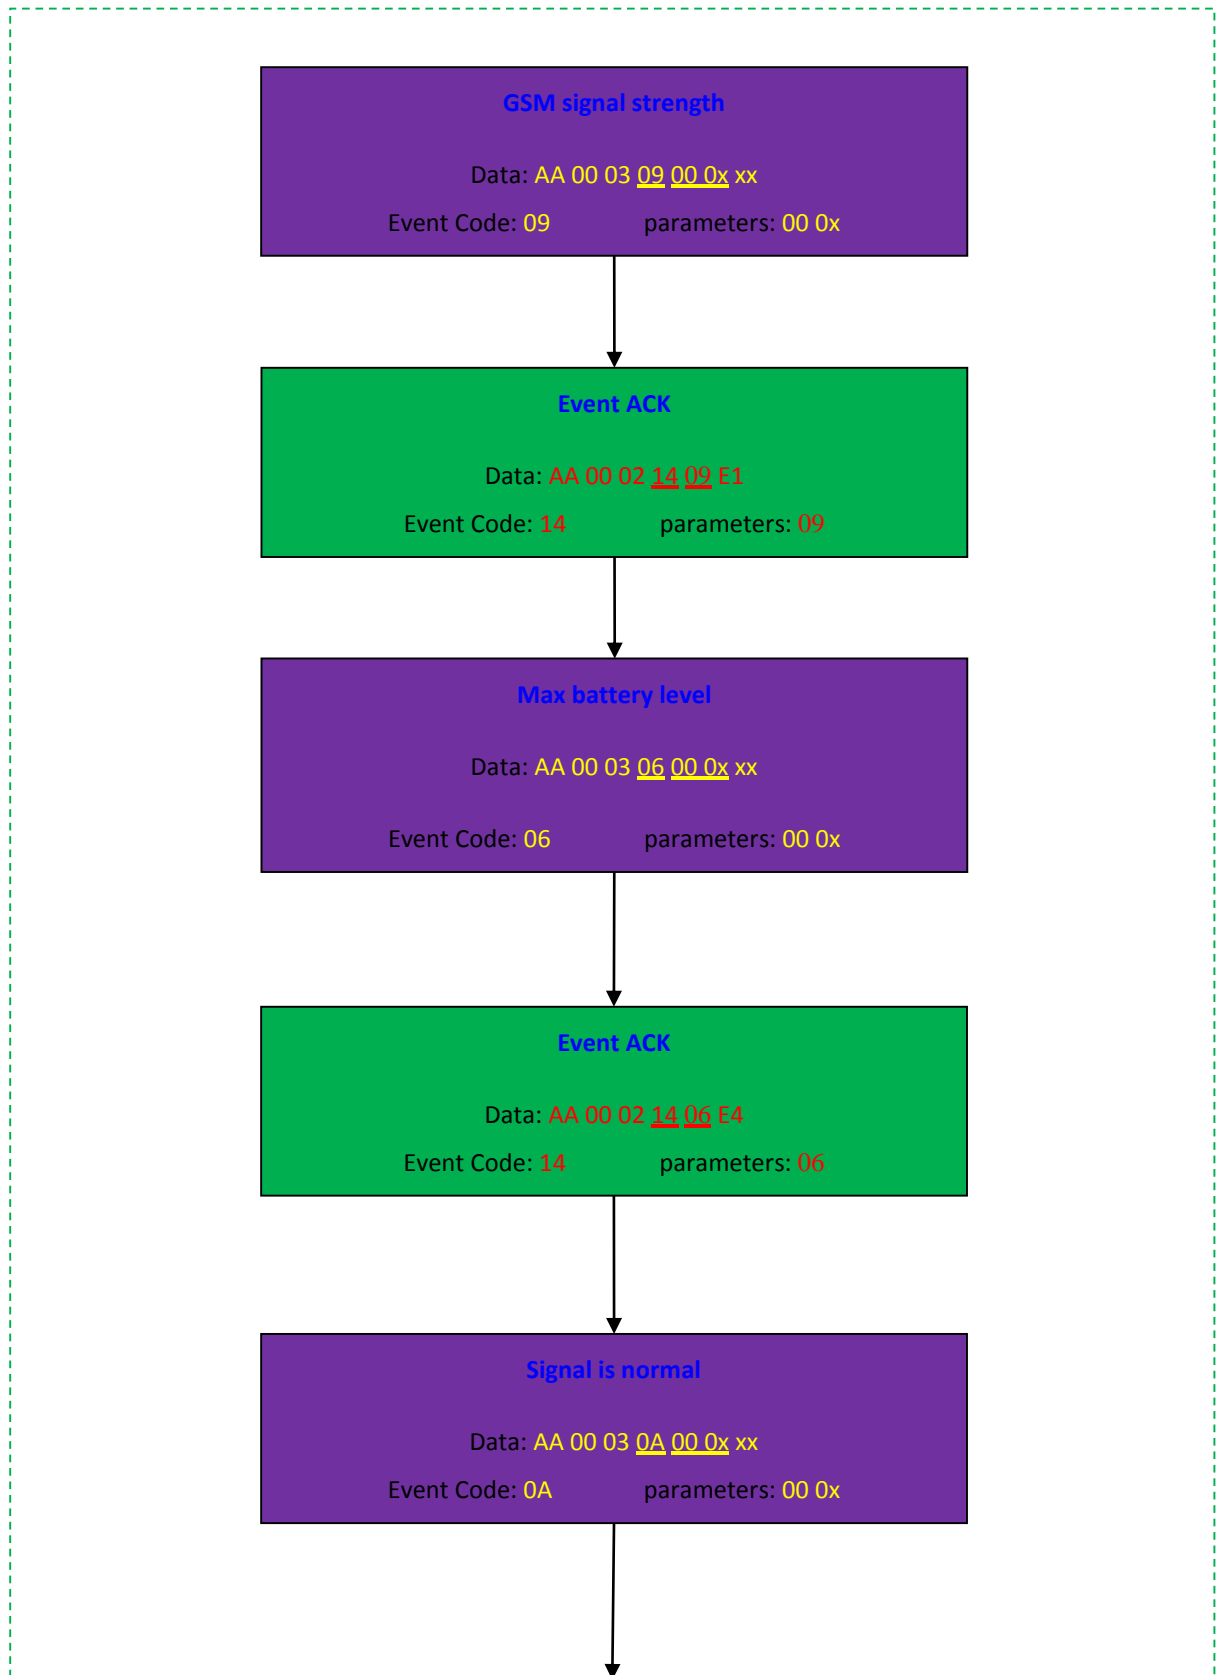 GSM signal strength
Data: AA 00 03 09 00 0x xx
Event Code: 09 parameters: 00 0x
Event ACK
Data: AA 00 02 14 09 E1
Event Code: 14 parameters: 09
Max battery level
Data: AA 00 03 06 00 0x xx
Event Code: 06 parameters: 00 0x
Event ACK
Data: AA 00 02 14 06 E4
Event Code: 14 parameters: 06
Signal is normal
Data: AA 00 03 0A 00 0x xx
Event Code: 0A parameters: 00 0x